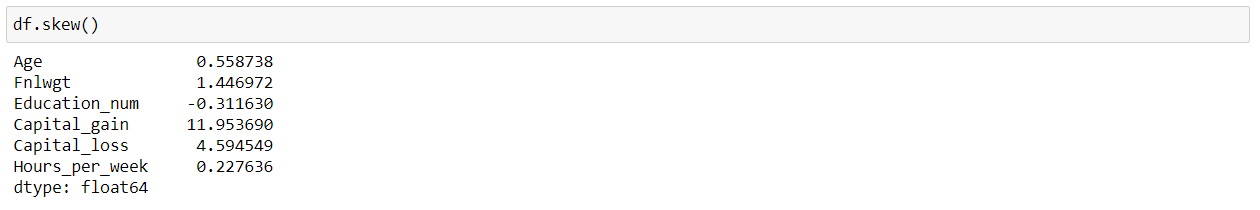 df.skew()
Age 0.558738
Fnlwgt 1.446972
Education_num -0.311630
Capital_gain 11.953690
Capital_loss 4.594549
Hours_per_week 0.227636
dtype: float64